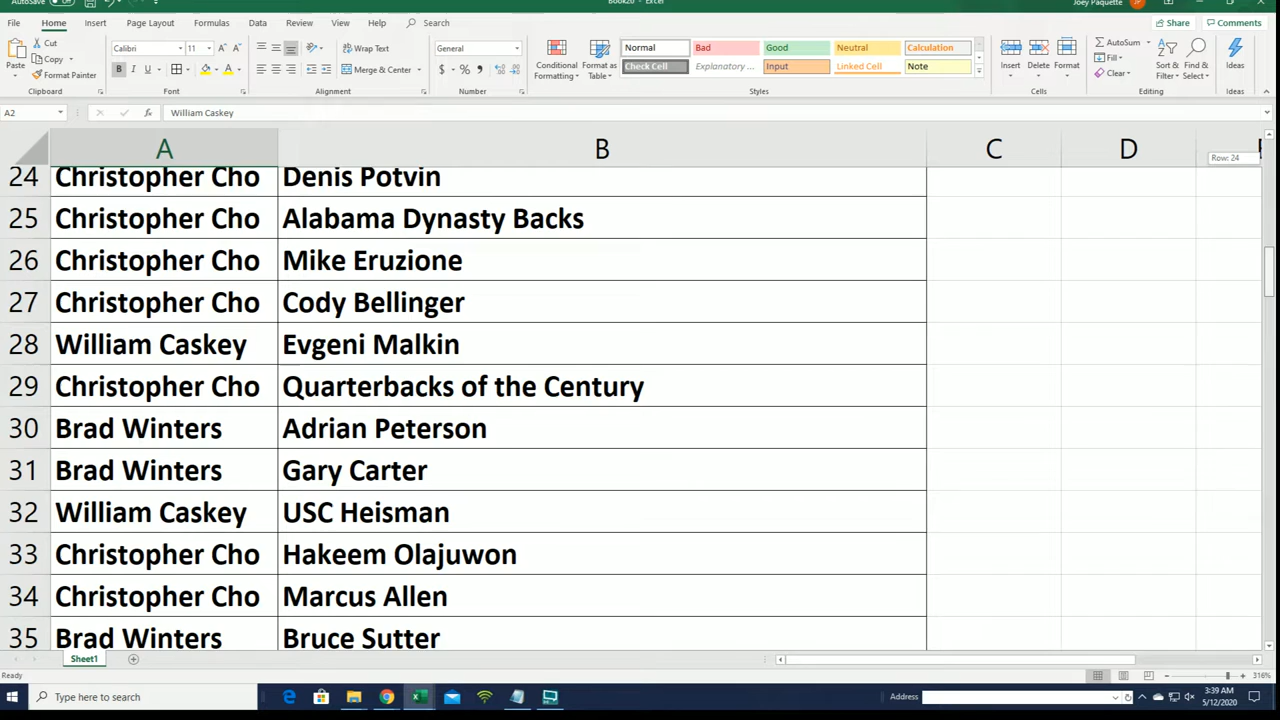 AutoSave Off Book20 - Excel Joey Paquette JP
File Home Insert Page Layout Formulas Data Review View Help Search Share Comments
Cut Calibri 11 Wrap Text General Normal Bad Good Neutral Calculation AutoSum
Copy Fill
Paste Format Painter B I U Merge & Center $ % Conditional Formatting Format as Table Check Cell Explanatory ... Input Linked Cell Note Insert Delete Format Clear Sort & Filter Find & Select Ideas
Clipboard Font Alignment Number Styles Cells Editing Ideas
A2 fx William Caskey
A B C D
Row: 24
24 Christopher Cho Denis Potvin
25 Christopher Cho Alabama Dynasty Backs
26 Christopher Cho Mike Eruzione
27 Christopher Cho Cody Bellinger
28 William Caskey Evgeni Malkin
29 Christopher Cho Quarterbacks of the Century
30 Brad Winters Adrian Peterson
31 Brad Winters Gary Carter
32 William Caskey USC Heisman
33 Christopher Cho Hakeem Olajuwon
34 Christopher Cho Marcus Allen
35 Brad Winters Bruce Sutter
Sheet1
Ready 316%
Type here to search Address 3:39 AM
5/12/2020